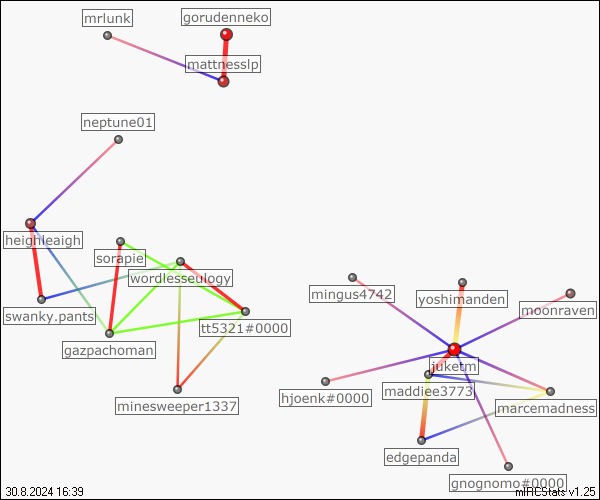 mrlunk
gorudenneko
mattnesslp
neptune01
heighleaigh
sorapie
wordlesseulogy
swanky.pants
gazpachoman
tt5321#0000
minesweeper1337
mingus4742
yoshimanden
moonraven
juketm
hjoenk#0000
maddiee3773
marcemadness
edgepanda
gnognomo#0000
30.8.2024 16:39
mIRCStats v1.25